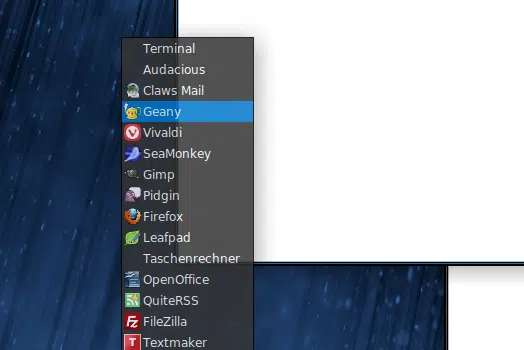 Terminal
Audacious
Claws Mail
Geany
Vivaldi
SeaMonkey
Gimp
Pidgin
Firefox
Leafpad
Taschenrechner
OpenOffice
QuiteRSS
FileZilla
Textmaker